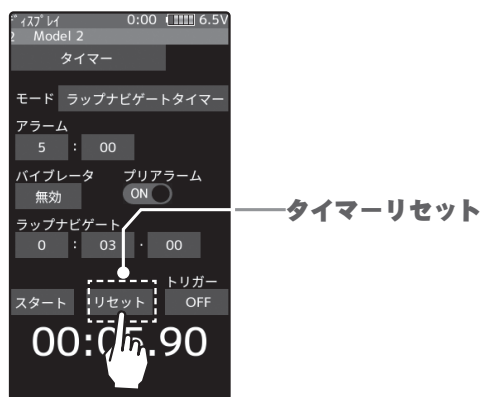 ディスプレイ 0:00 6.5V
2 Model 2
タイマー
モード ラップナビゲートタイマー
アラーム
5 : 00
バイブレータ プリアラーム
無効 ON
ラップナビゲート
0 : 03 . 00
タイマーリセット
トリガー
スタート リセット OFF
00:05.90